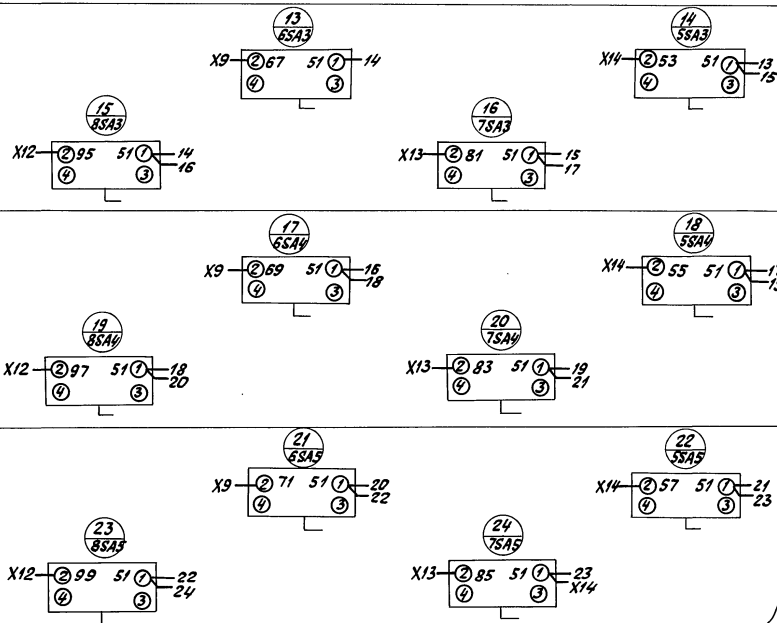 13
6SA3
X9 2 67 51 1 14
4 3
14
5SA3
X14 2 53 51 1 13
15
4 3
15
8SA3
X12 2 95 51 1 14
16
4 3
16
7SA3
X13 2 81 51 1 15
17
4 3
17
6SA4
X9 2 69 51 1 16
18
4 3
18
5SA4
X14 2 55 51 1
4 3
19
8SA4
X12 2 97 51 1 18
20
4 3
20
7SA4
X13 2 83 51 1 19
21
4 3
21
6SA5
X9 2 71 51 1 20
22
4 3
22
5SA5
X14 2 57 51 1 21
23
4 3
23
8SA5
X12 2 99 51 1 22
24
4 3
24
7SA5
X13 2 85 51 1 23
X14
4 3